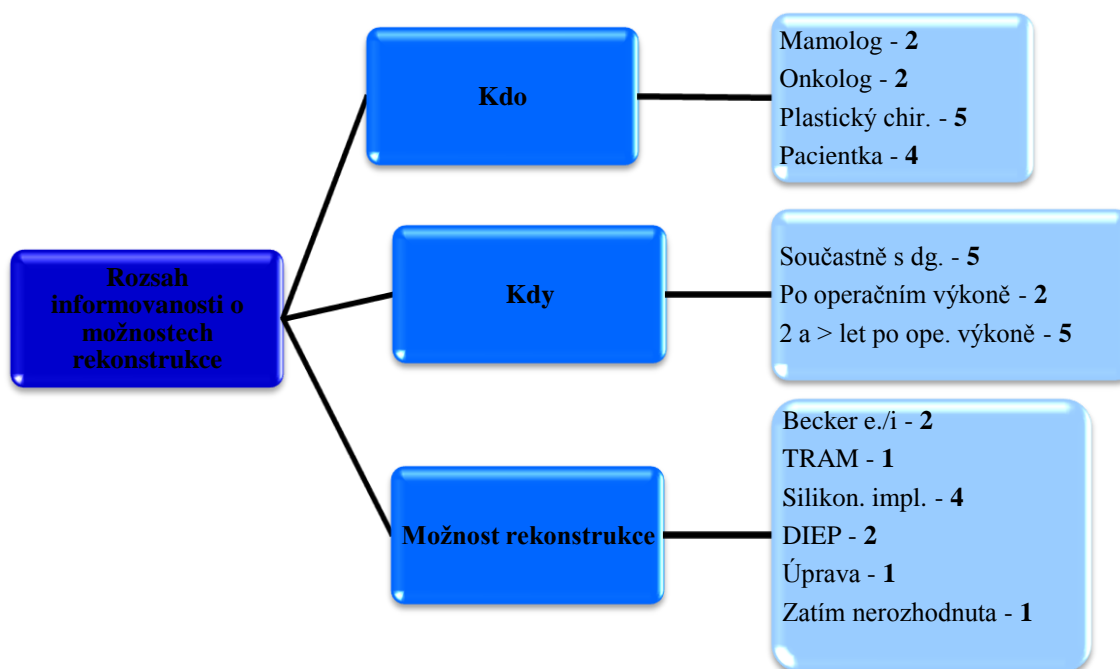 Rozsah
informovanosti o
možnostech
rekonstrukce
Kdo
Mamolog - 2
Onkolog - 2
Plastický chir. - 5
Pacientka - 4
Kdy
Součastně s dg. - 5
Po operačním výkoně - 2
2 a > let po ope. výkoně - 5
Možnost rekonstrukce
Becker e./i - 2
TRAM - 1
Silikon. impl. - 4
DIEP - 2
Úprava - 1
Zatím nerozhodnuta - 1